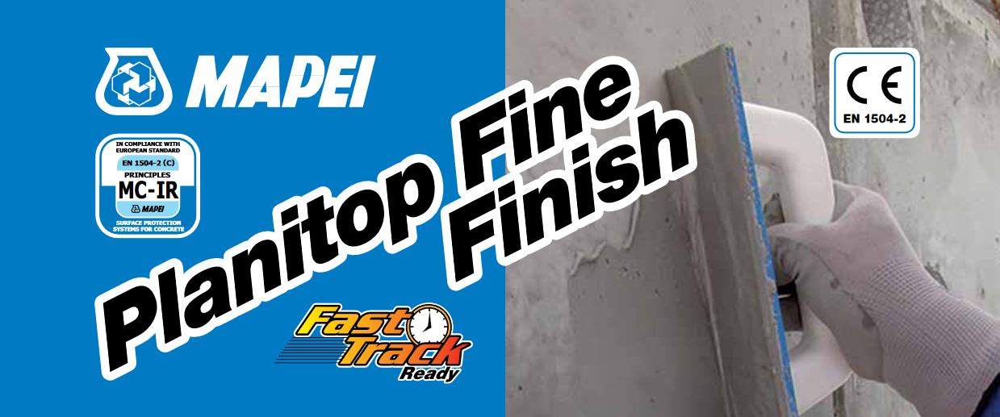 MAPEI
IN COMPLIANCE WITH
EUROPEAN STANDARD
EN 1504-2 (C)
PRINCIPLES
MC-IR
MAPEI
SURFACE PROTECTION
SYSTEMS FOR CONCRETE
Planitop Fine
Finish
Fast
Track
Ready
CE
EN 1504-2